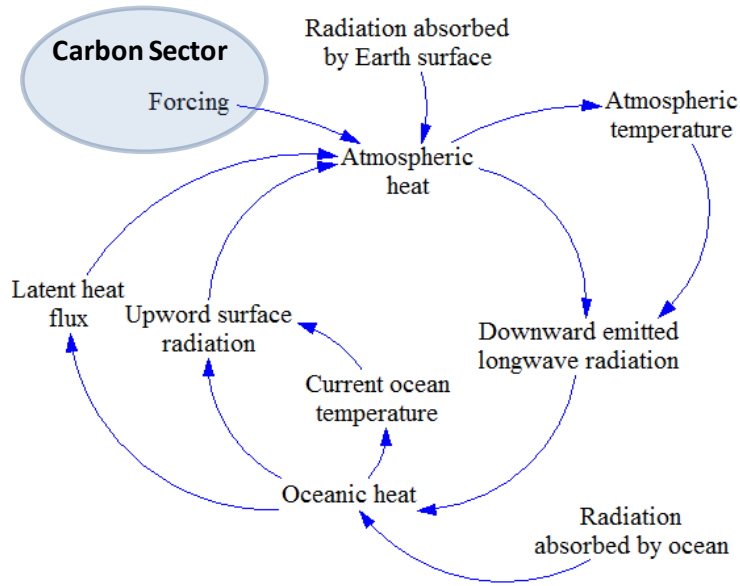 Carbon Sector
Forcing
Radiation absorbed
by Earth surface
Atmospheric
temperature
Atmospheric
heat
Latent heat
flux
Upword surface
radiation
Downward emitted
longwave radiation
Current ocean
temperature
Oceanic heat
Radiation
absorbed by ocean